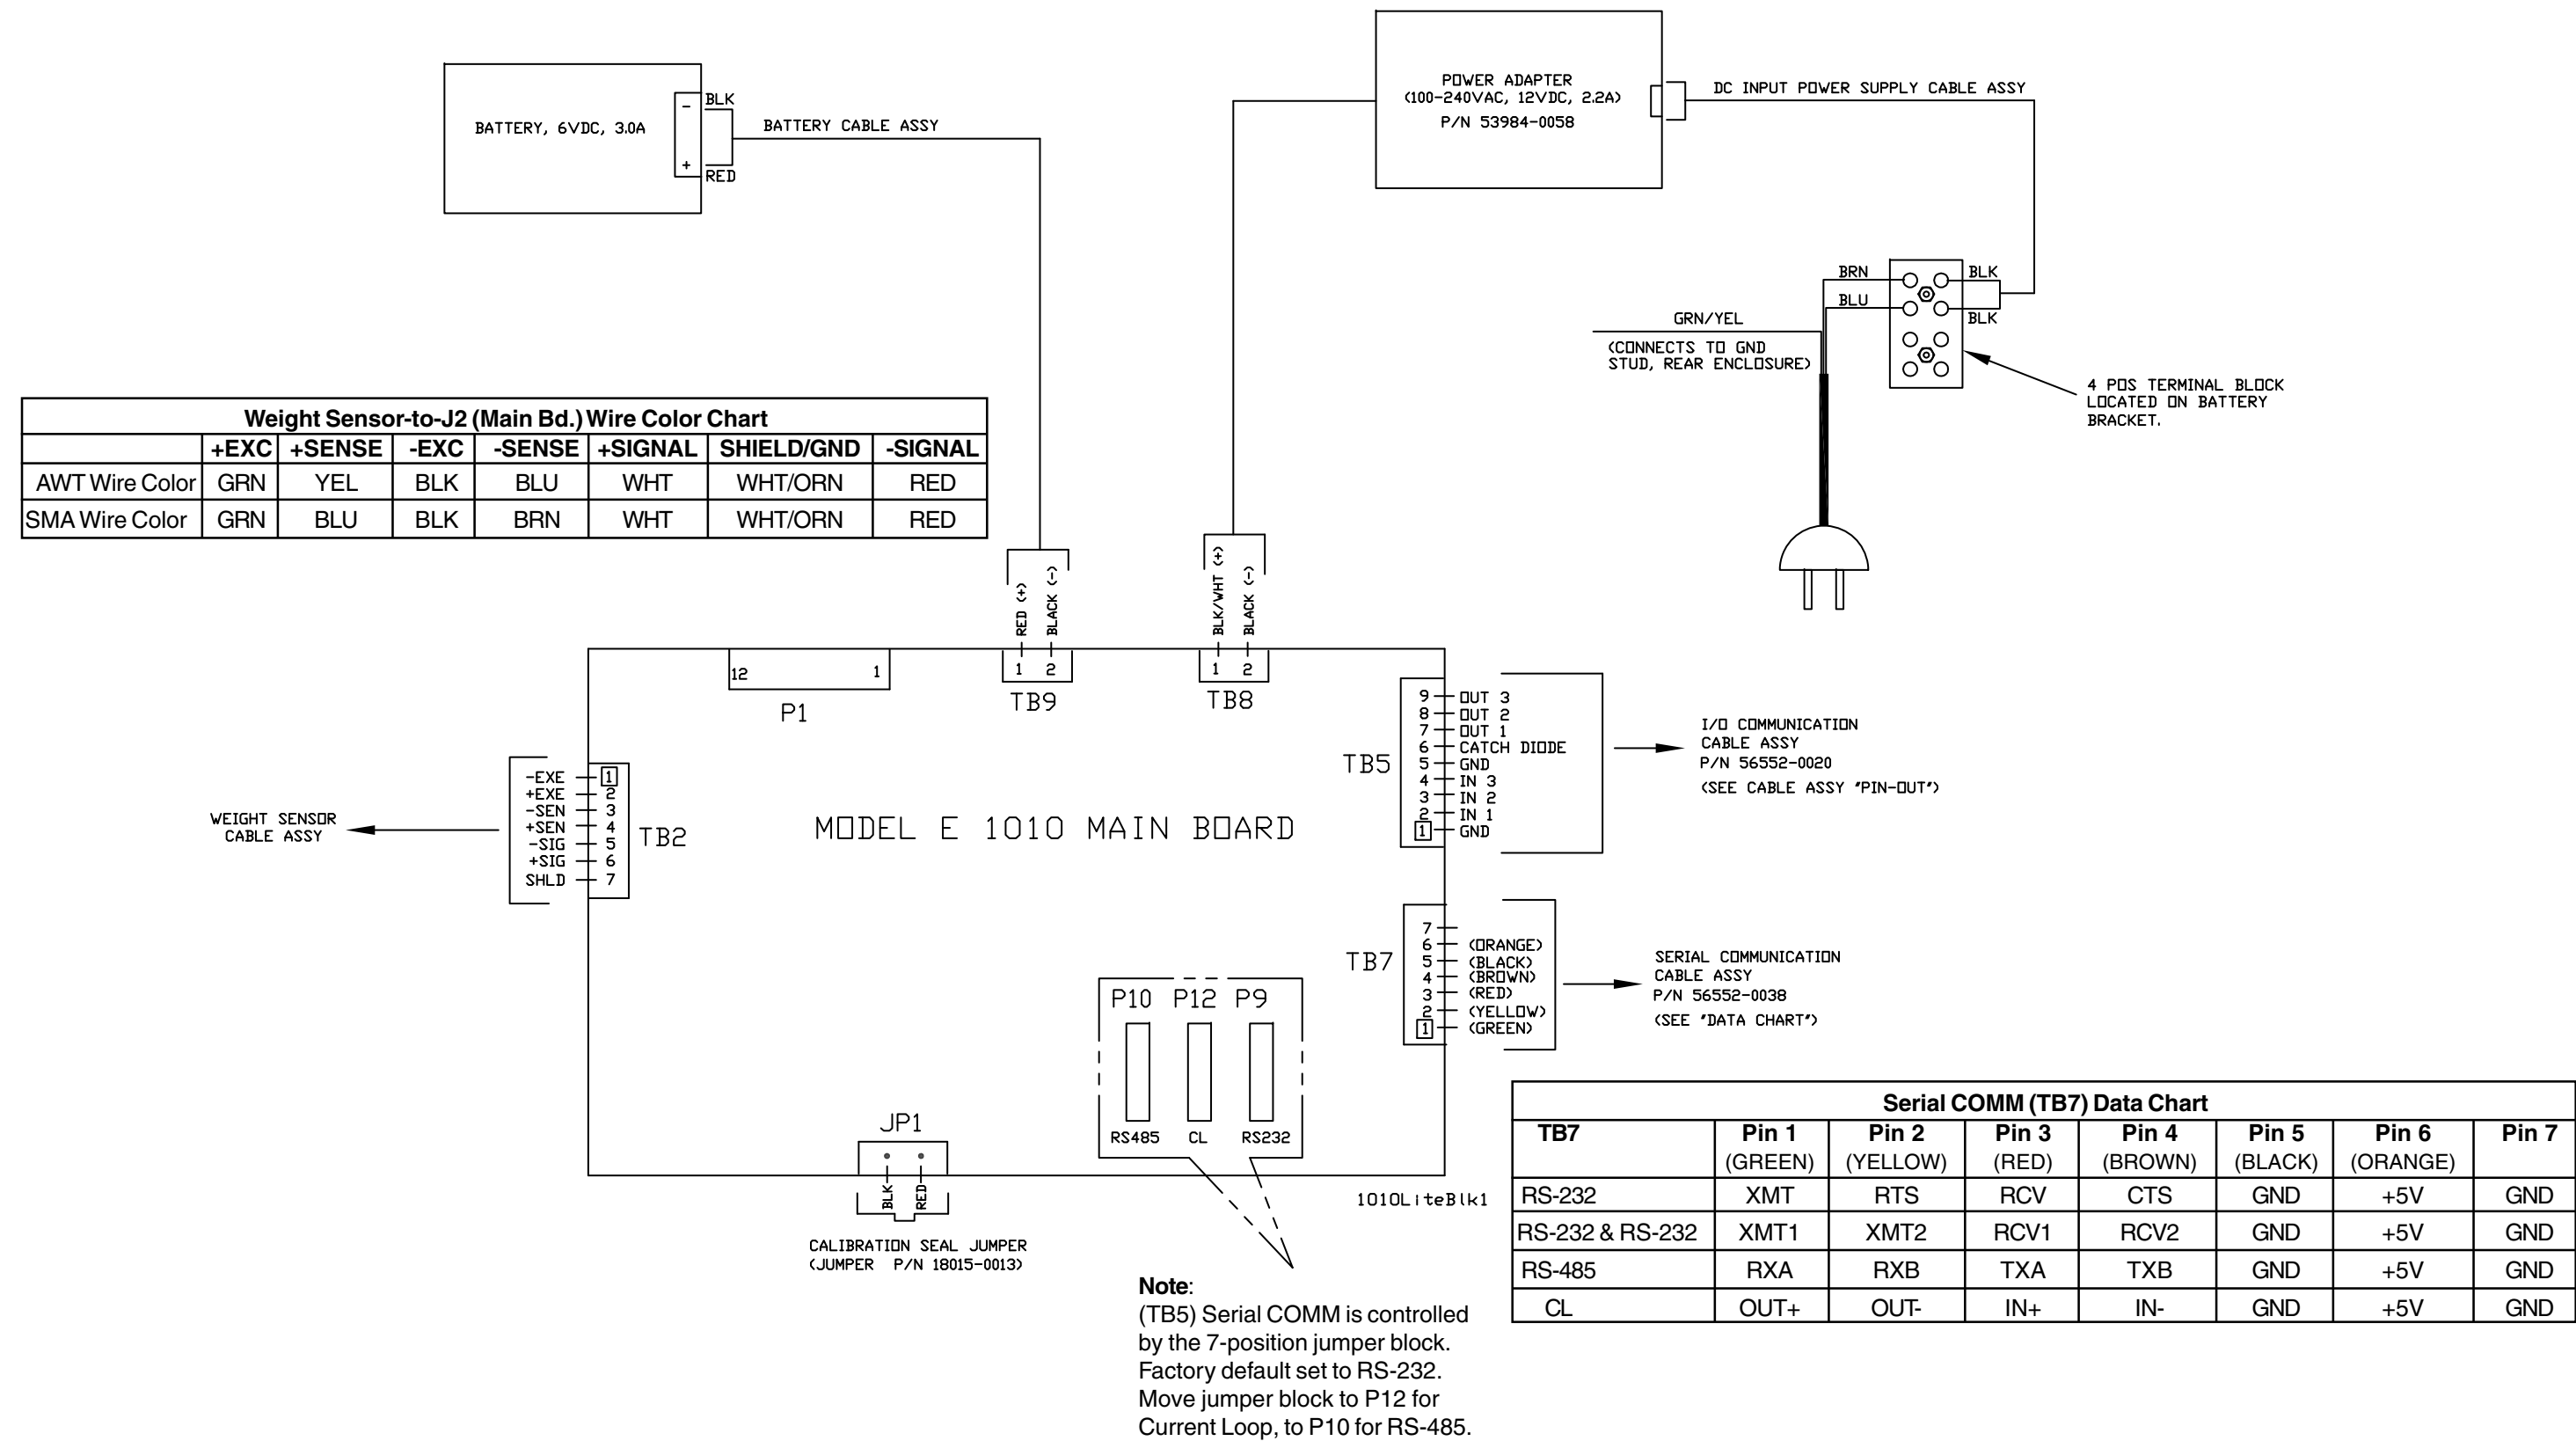 BATTERY, 6VDC, 3.0A
-
+
BLK
RED
BATTERY CABLE ASSY
POWER ADAPTER
(100-240VAC, 12VDC, 2.2A)
P/N 53984-0058
DC INPUT POWER SUPPLY CABLE ASSY
BRN
BLU
BLK
BLK
GRN/YEL
(CONNECTS TO GND
STUD, REAR ENCLOSURE)
4 POS TERMINAL BLOCK
LOCATED ON BATTERY
BRACKET.
Weight Sensor-to-J2 (Main Bd.) Wire Color Chart
+EXC +SENSE -EXC -SENSE +SIGNAL SHIELD/GND -SIGNAL
AWT Wire Color GRN YEL BLK BLU WHT WHT/ORN RED
SMA Wire Color GRN BLU BLK BRN WHT WHT/ORN RED
RED (+)
BLACK (-)
BLK/WHT (+)
BLACK (-)
12 1
P1
1 2
TB9
1 2
TB8
WEIGHT SENSOR
CABLE ASSY
-EXE 1
+EXE 2
-SEN 3
+SEN 4
-SIG 5
+SIG 6
SHLD 7
TB2
MODEL E 1010 MAIN BOARD
TB5
9 OUT 3
8 OUT 2
7 OUT 1
6 CATCH DIODE
5 GND
4 IN 3
3 IN 2
2 IN 1
1 GND
I/O COMMUNICATION
CABLE ASSY
P/N 56552-0020
(SEE CABLE ASSY "PIN-OUT")
TB7
7
6 (ORANGE)
5 (BLACK)
4 (BROWN)
3 (RED)
2 (YELLOW)
1 (GREEN)
SERIAL COMMUNICATION
CABLE ASSY
P/N 56552-0038
(SEE "DATA CHART")
P10 P12 P9
RS485 CL RS232
JP1
BLK
RED
CALIBRATION SEAL JUMPER
(JUMPER P/N 18015-0013)
1010LiteBlk1
Note:
(TB5) Serial COMM is controlled
by the 7-position jumper block.
Factory default set to RS-232.
Move jumper block to P12 for
Current Loop, to P10 for RS-485.
Serial COMM (TB7) Data Chart
TB7 Pin 1 Pin 2 Pin 3 Pin 4 Pin 5 Pin 6 Pin 7
(GREEN) (YELLOW) (RED) (BROWN) (BLACK) (ORANGE)
RS-232 XMT RTS RCV CTS GND +5V GND
RS-232 & RS-232 XMT1 XMT2 RCV1 RCV2 GND +5V GND
RS-485 RXA RXB TXA TXB GND +5V GND
CL OUT+ OUT- IN+ IN- GND +5V GND